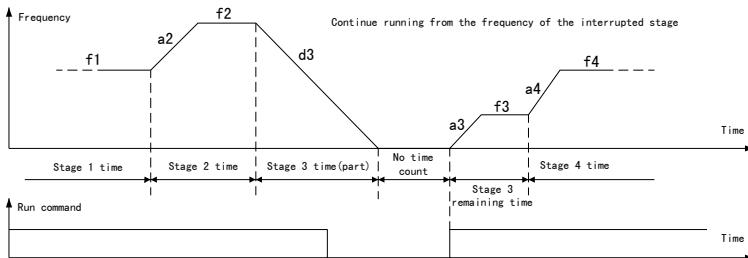 Frequency
Continue running from the frequency of the interrupted stage
f1
a2
f2
d3
a3
f3
a4
f4
Time
Stage 1 time
Stage 2 time
Stage 3 time(part)
No time
count
Stage 3
remaining time
Stage 4 time
Run command
Time